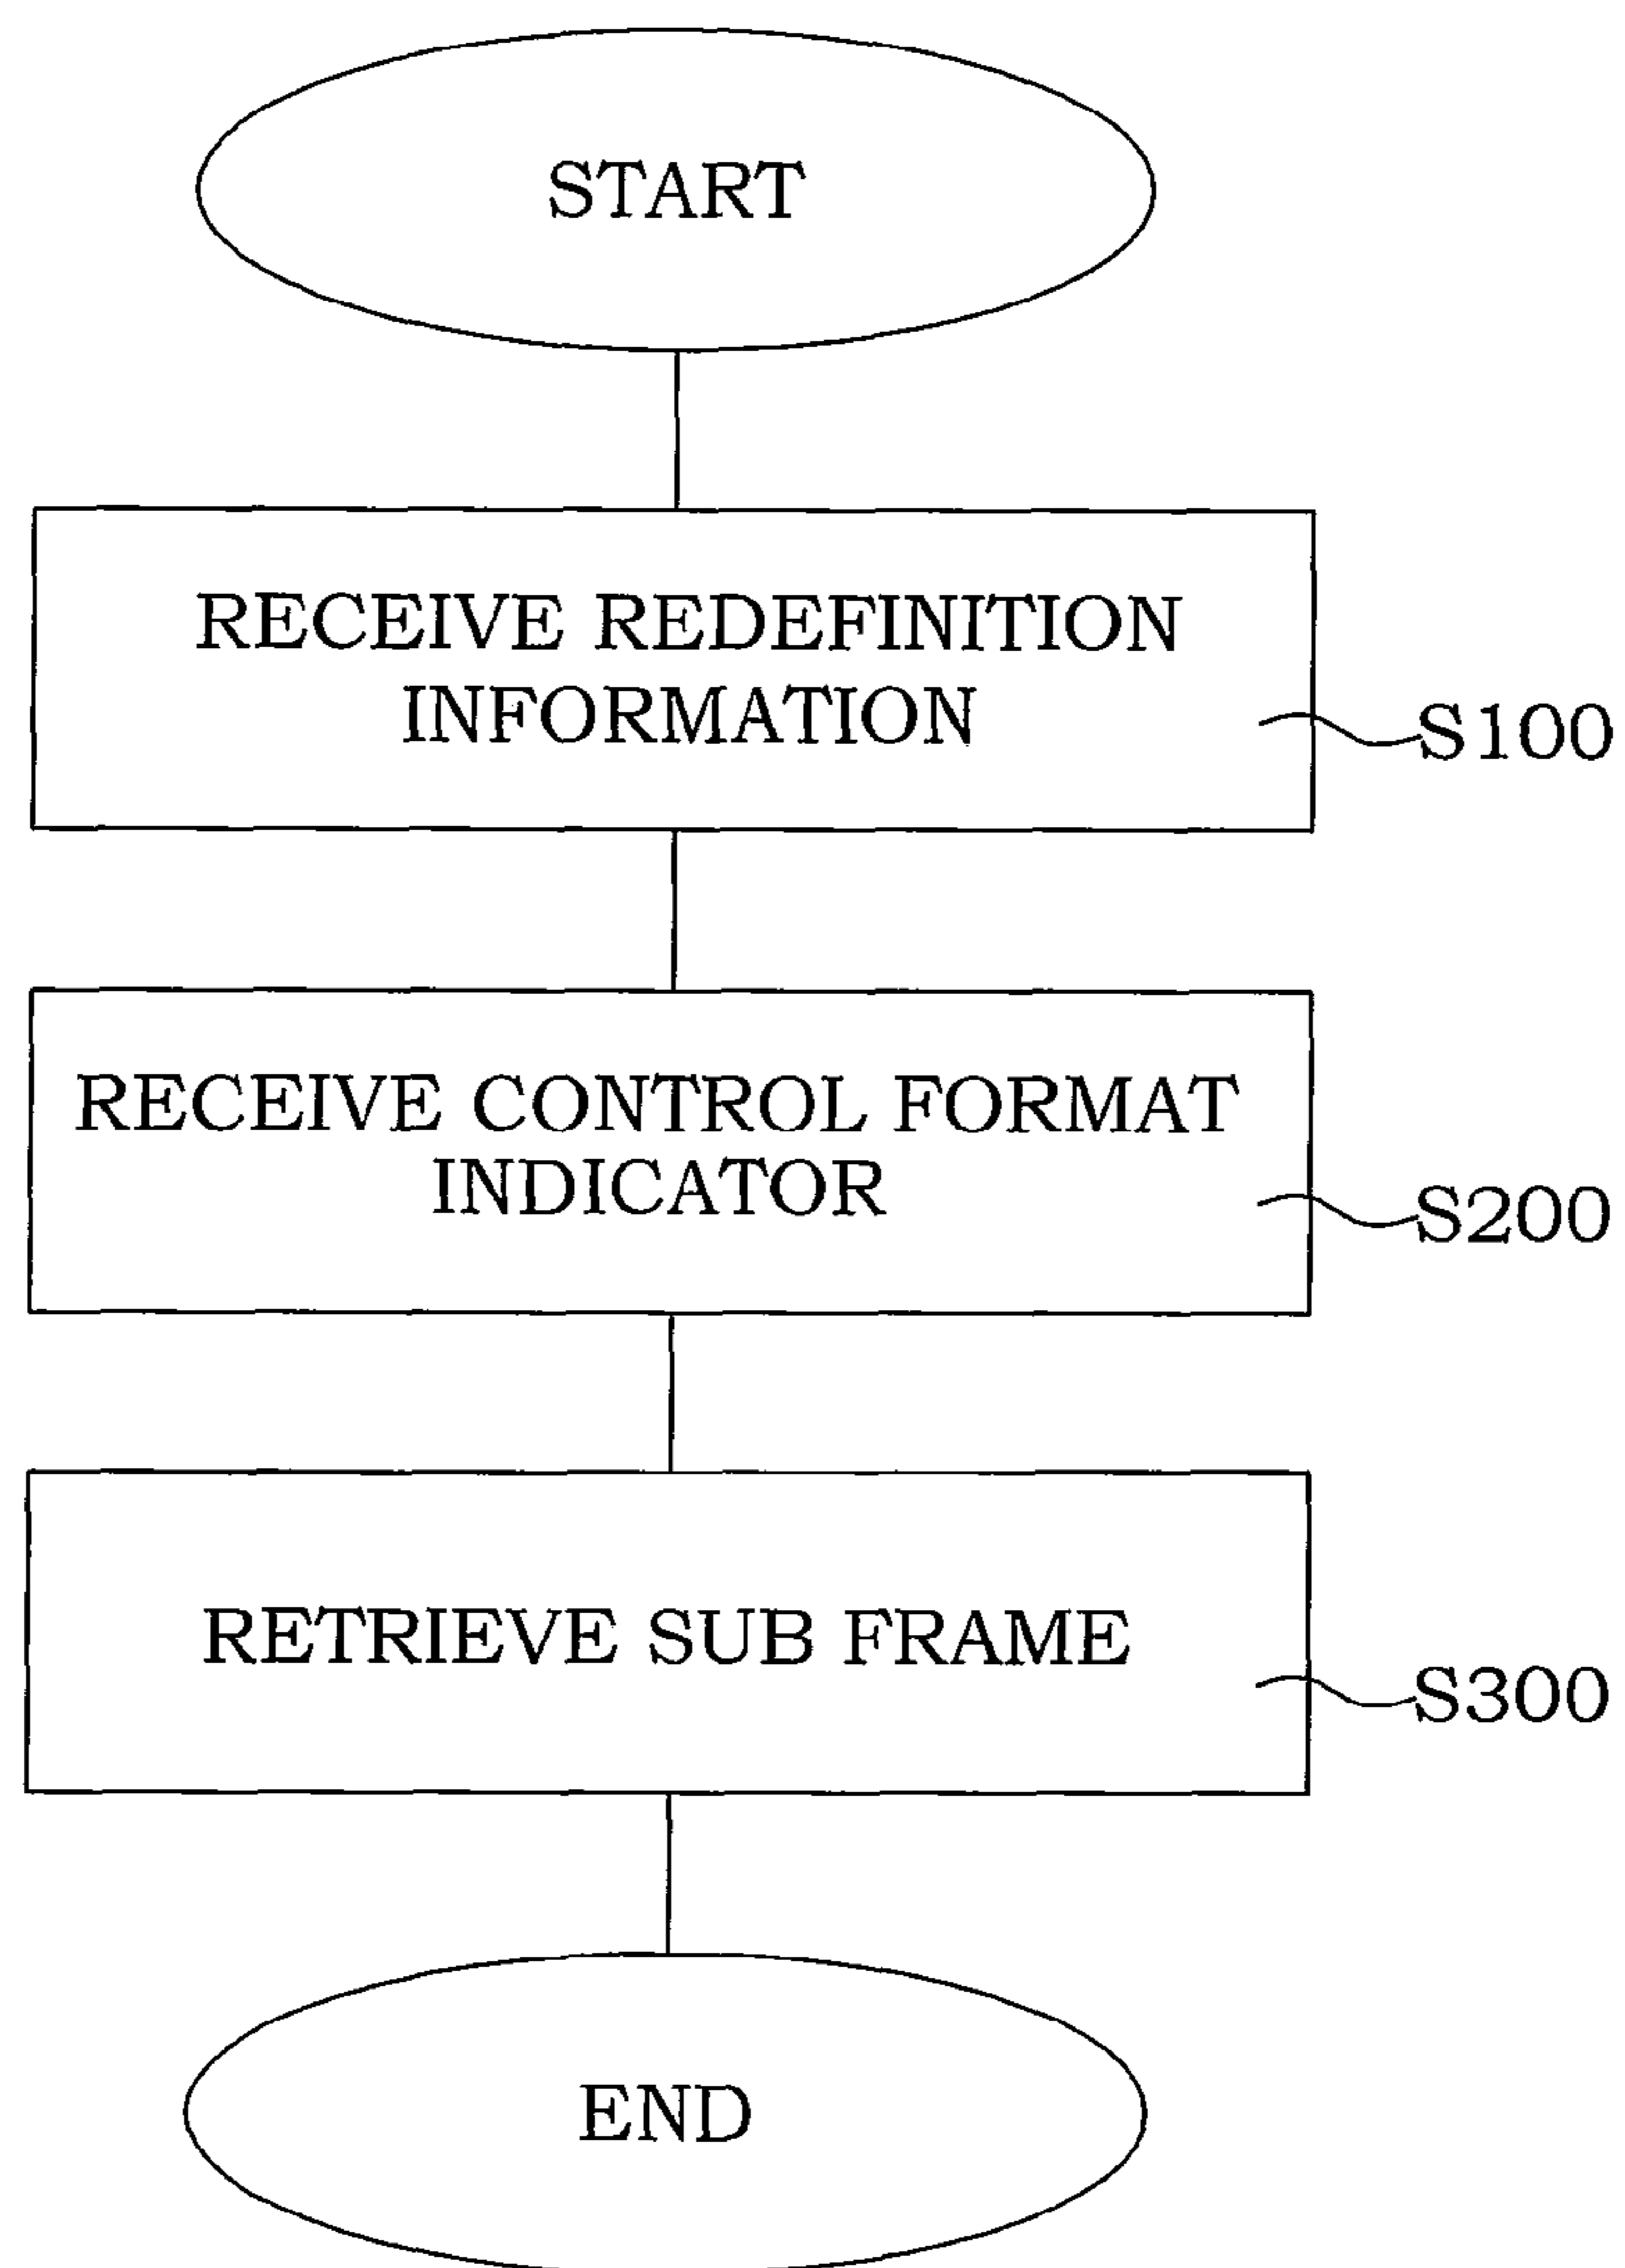 START
RECEIVE REDEFINITION
INFORMATION
S100
RECEIVE CONTROL FORMAT
INDICATOR
S200
RETRIEVE SUB FRAME
S300
END